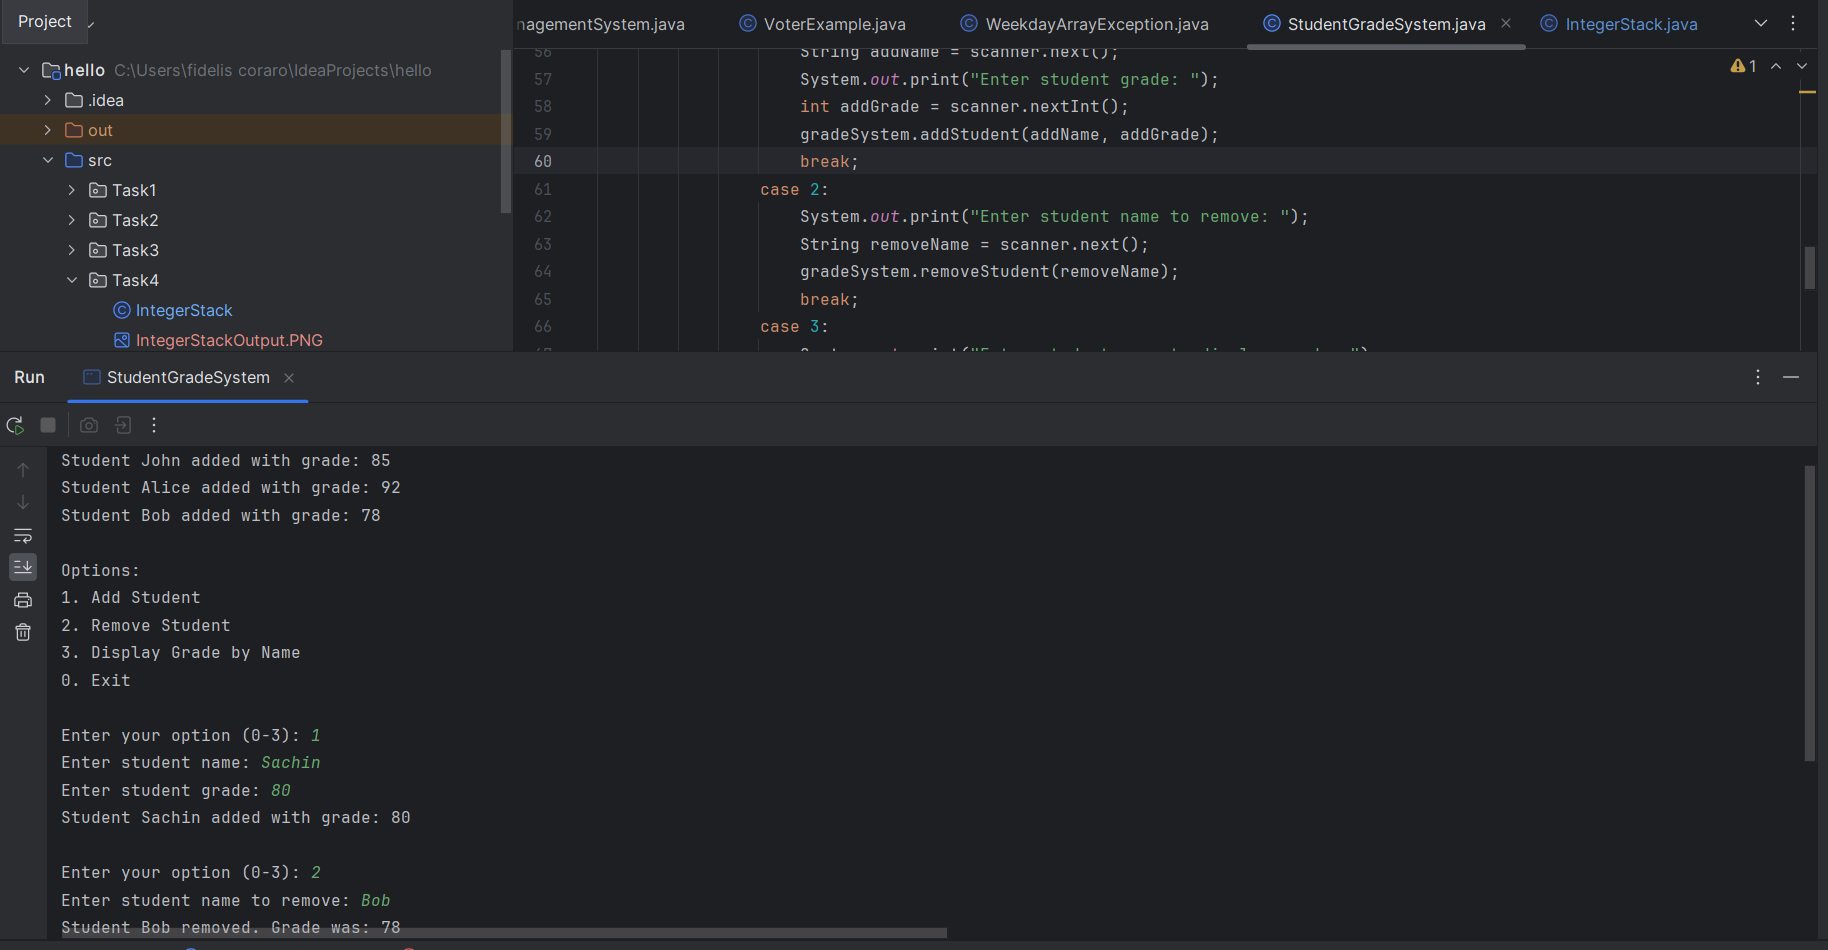 Project
nagementSystem.java
VoterExample.java
WeekdayArrayException.java
StudentGradeSystem.java
IntegerStack.java
hello C:\Users\fidelis coraro\IdeaProjects\hello
.idea
out
src
Task1
Task2
Task3
Task4
IntegerStack
IntegerStackOutput.PNG
1
56 String addName = scanner.next();
57 System.out.print("Enter student grade: ");
58 int addGrade = scanner.nextInt();
59 gradeSystem.addStudent(addName, addGrade);
60 break;
61 case 2:
62 System.out.print("Enter student name to remove: ");
63 String removeName = scanner.next();
64 gradeSystem.removeStudent(removeName);
65 break;
66 case 3:
Run
StudentGradeSystem
Student John added with grade: 85
Student Alice added with grade: 92
Student Bob added with grade: 78
Options:
1. Add Student
2. Remove Student
3. Display Grade by Name
0. Exit
Enter your option (0-3): 1
Enter student name: Sachin
Enter student grade: 80
Student Sachin added with grade: 80
Enter your option (0-3): 2
Enter student name to remove: Bob
Student Bob removed. Grade was: 78